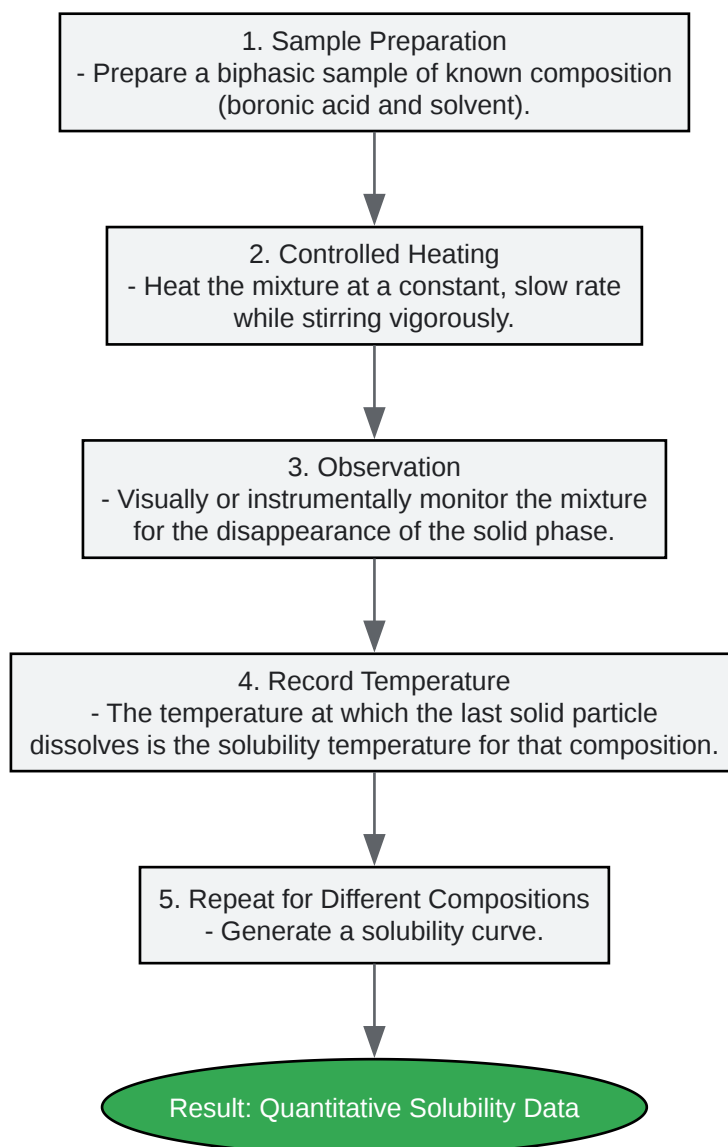 1. Sample Preparation
- Prepare a biphasic sample of known composition
(boronic acid and solvent).
2. Controlled Heating
- Heat the mixture at a constant, slow rate
while stirring vigorously.
3. Observation
- Visually or instrumentally monitor the mixture
for the disappearance of the solid phase.
4. Record Temperature
- The temperature at which the last solid particle
dissolves is the solubility temperature for that composition.
5. Repeat for Different Compositions
- Generate a solubility curve.
Result: Quantitative Solubility Data